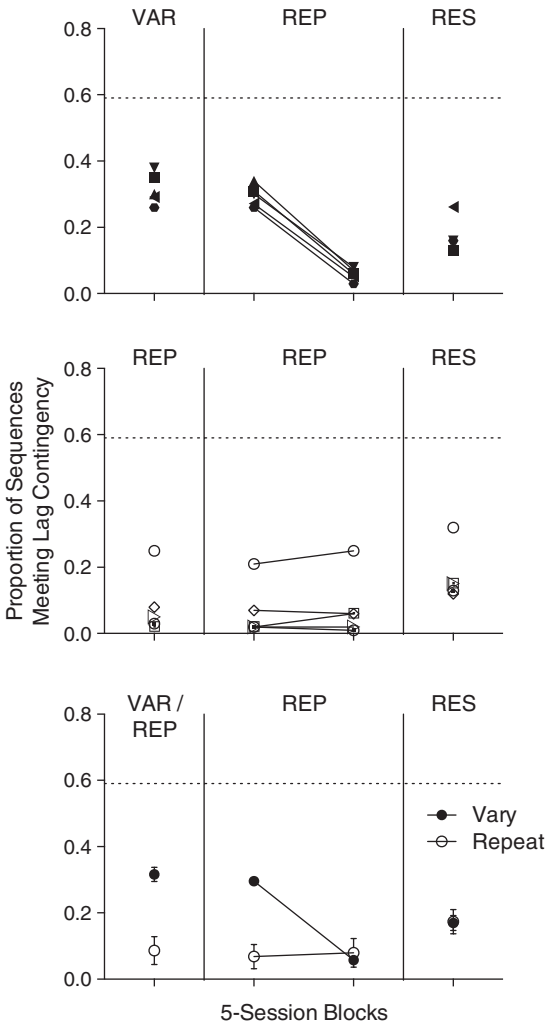 VAR REP RES
0.8
0.6
0.4
0.2
0.0
REP REP RES
0.8
0.6
0.4
0.2
0.0
Proportion of Sequences
Meeting Lag Contingency
VAR / REP RES
REP
0.8
0.6
0.4
0.2
0.0
Vary
Repeat
5-Session Blocks